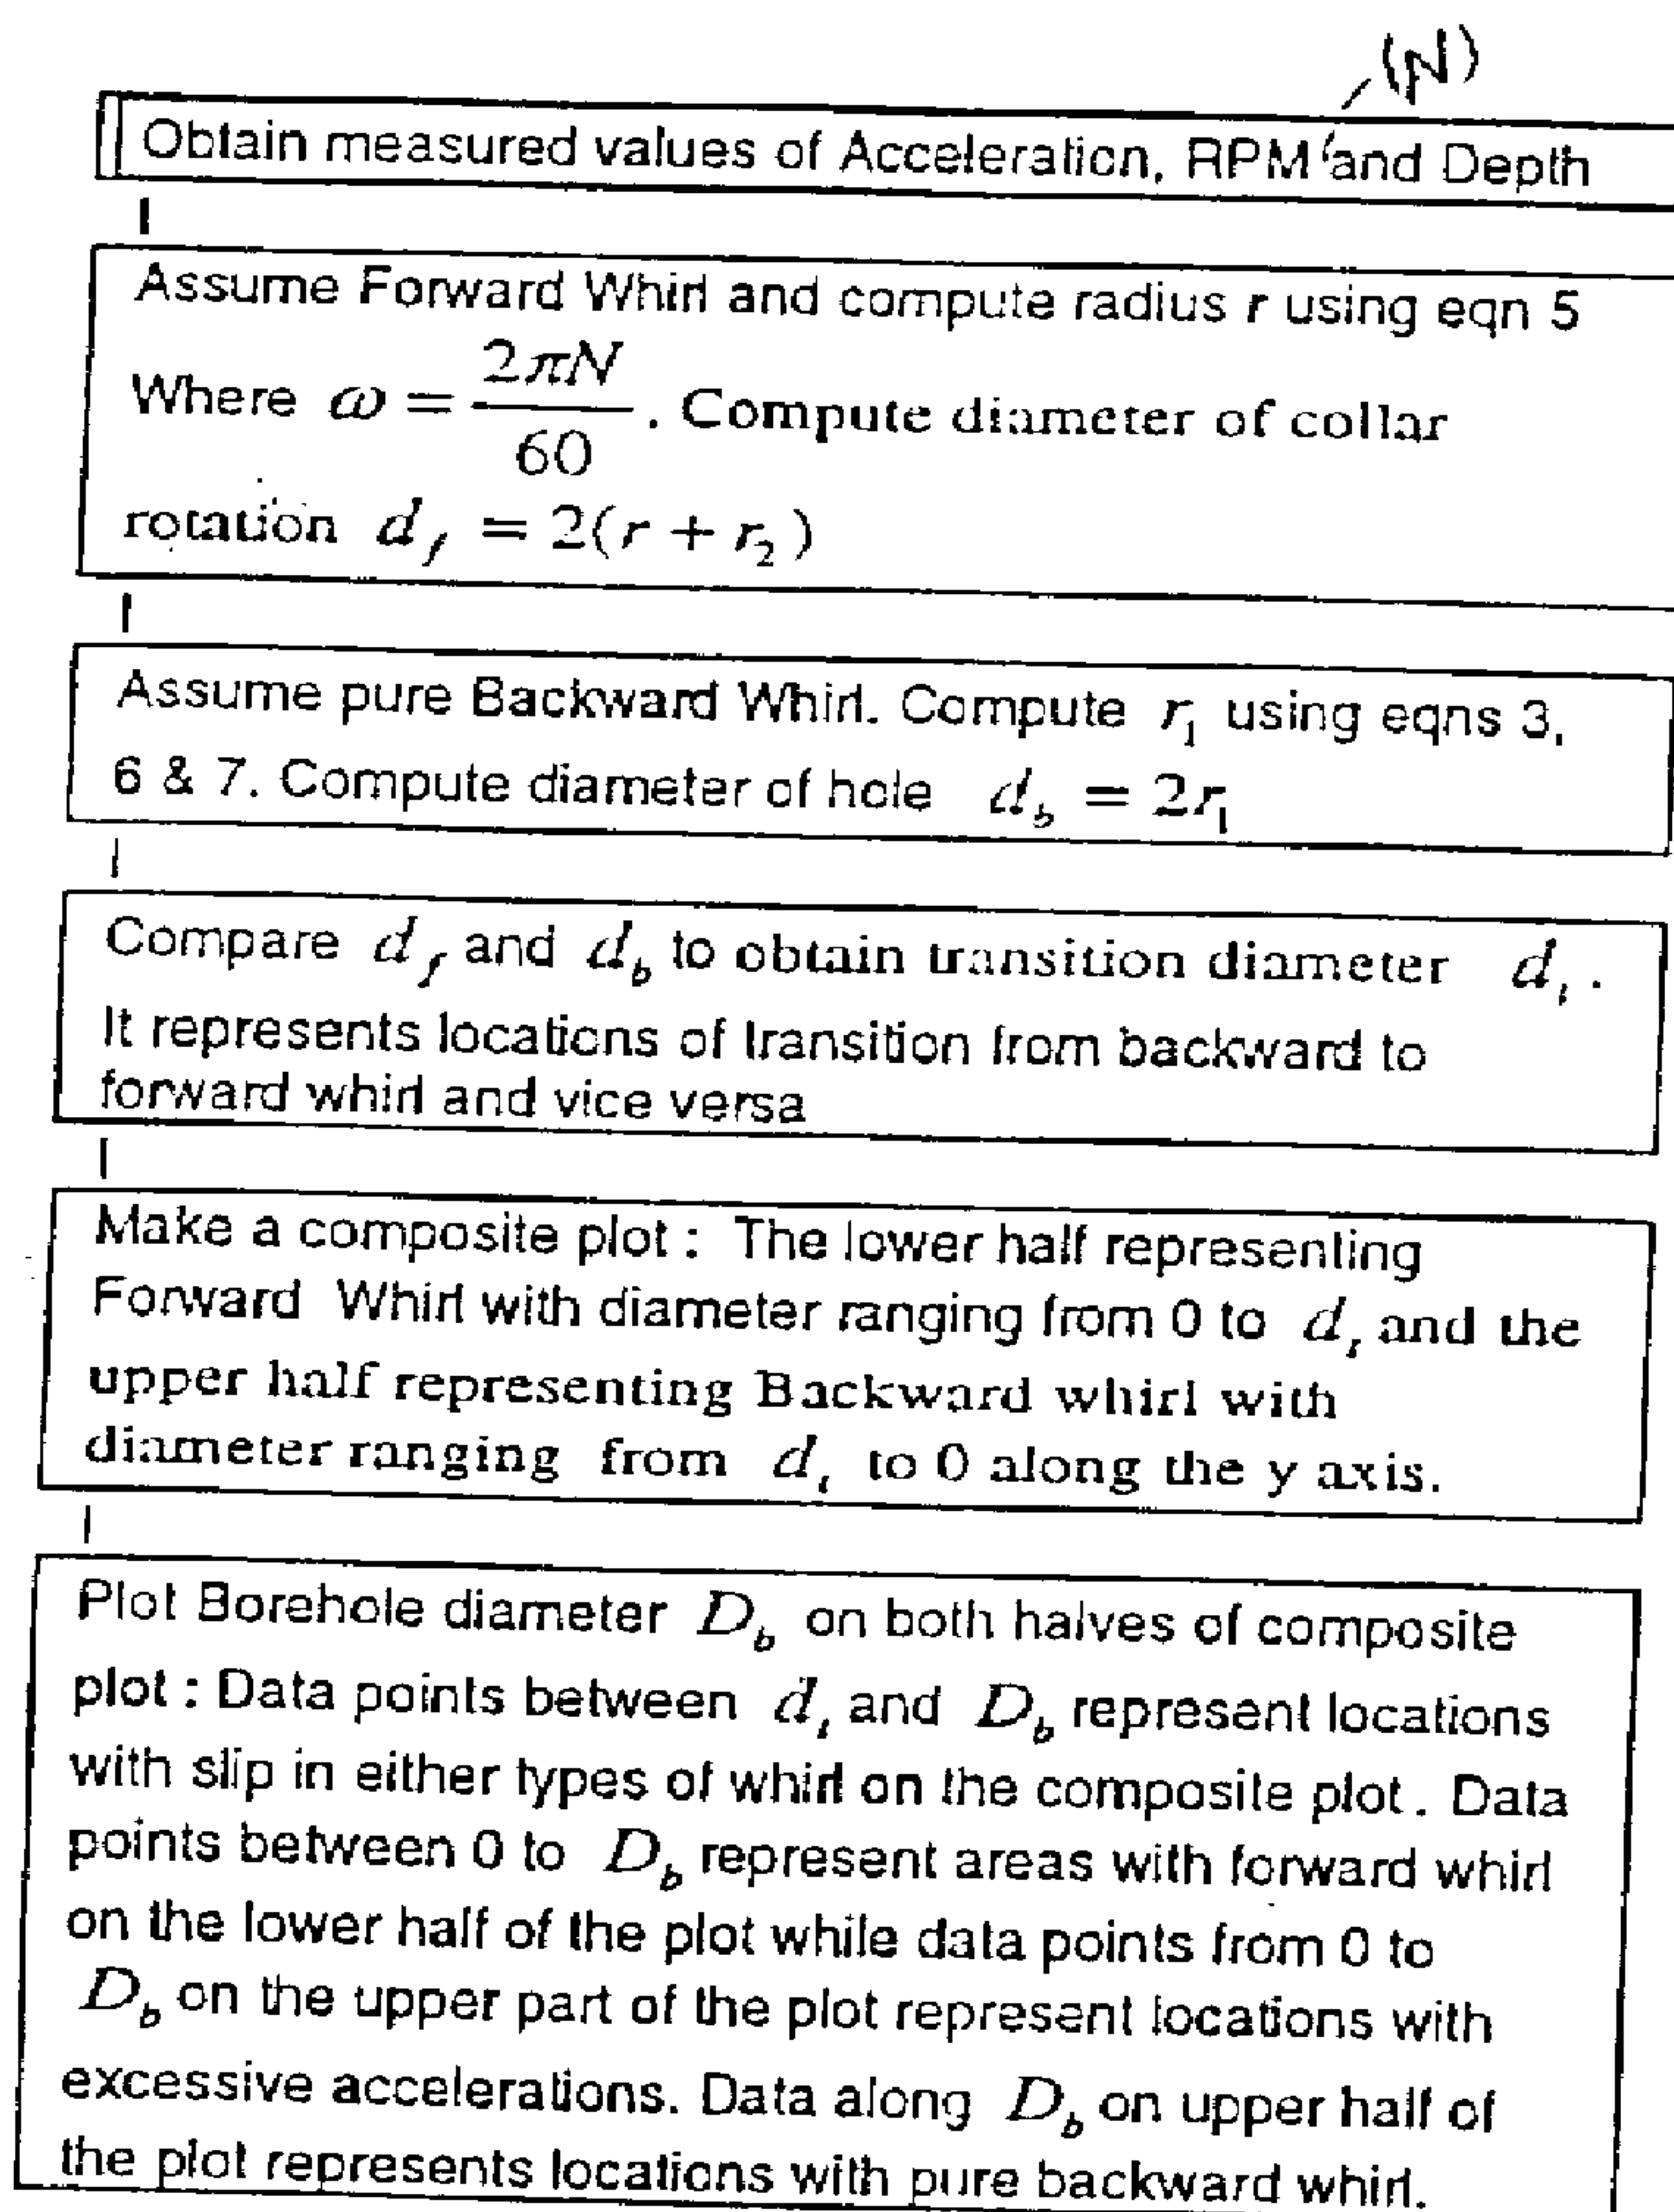 (N)
Obtain measured values of Acceleration, RPM and Depth
Assume Forward Whirl and compute radius r using eqn 5
Where ω = 2πN / 60 . Compute diameter of collar
rotation d_f = 2(r + r₂)
Assume pure Backward Whirl. Compute r₁ using eqns 3,
6 & 7. Compute diameter of hole d_b = 2r₁
Compare d_f and d_b to obtain transition diameter d_t .
It represents locations of transition from backward to
forward whirl and vice versa
Make a composite plot : The lower half representing
Forward Whirl with diameter ranging from 0 to d_t and the
upper half representing Backward whirl with
diameter ranging from d_t to 0 along the y axis.
Plot Borehole diameter D_b on both halves of composite
plot : Data points between d_t and D_b represent locations
with slip in either types of whirl on the composite plot . Data
points between 0 to D_b represent areas with forward whirl
on the lower half of the plot while data points from 0 to
D_b on the upper part of the plot represent locations with
excessive accelerations. Data along D_b on upper half of
the plot represents locations with pure backward whirl.